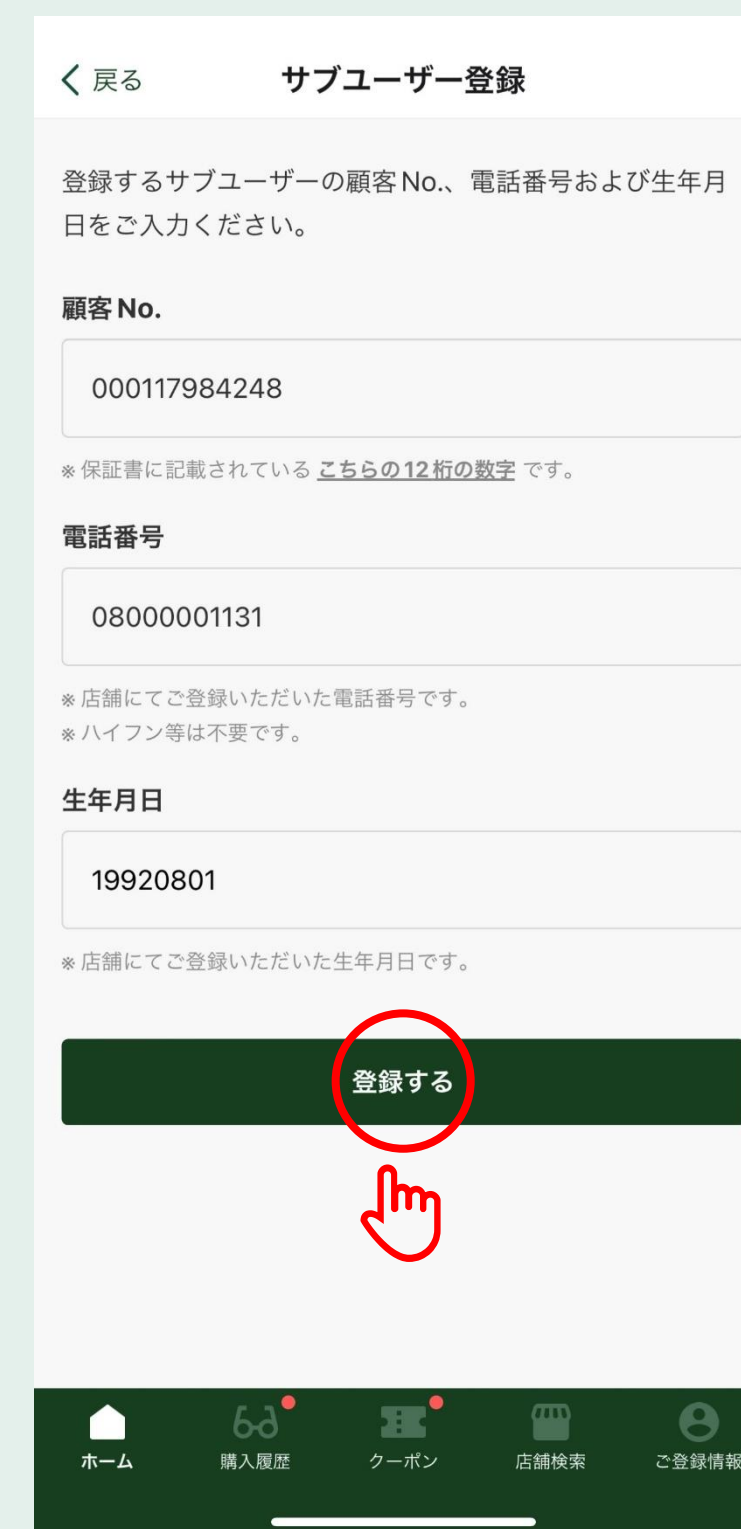 戻る
サブユーザー登録
登録するサブユーザーの顧客No.、電話番号および生年月
日をご入力ください。
顧客No.
000117984248
※保証書に記載されている こちらの12桁の数字 です。
電話番号
08000001131
※店舗にてご登録いただいた電話番号です。
※ハイフン等は不要です。
生年月日
19920801
※店舗にてご登録いただいた生年月日です。
登録する
ホーム
購入履歴
クーポン
店舗検索
ご登録情報